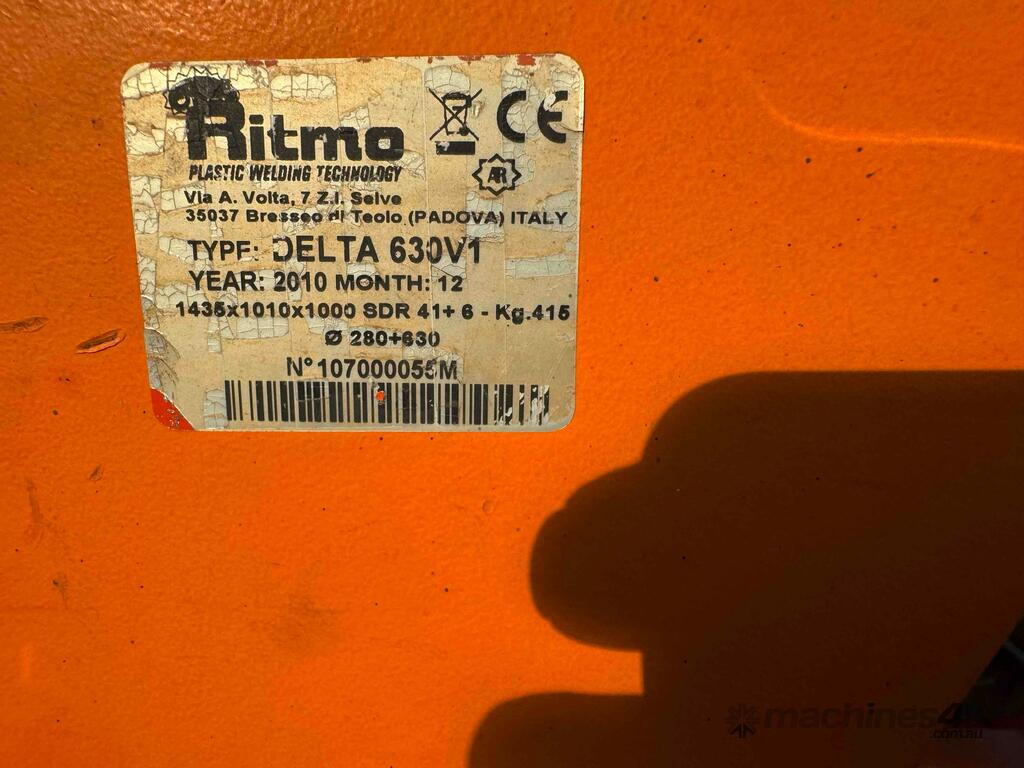 Ritmo
PLASTIC WELDING TECHNOLOGY
CE
Via A. Volta, 7 Z.I. Selve
35037 Bresseo di Teolo (PADOVA) ITALY
TYPE: DELTA 630V1
YEAR: 2010 MONTH: 12
1435x1010x1000 SDR 41÷6 - Kg.415
Ø 280÷630
N° 107000055M
machines4u
.com.au